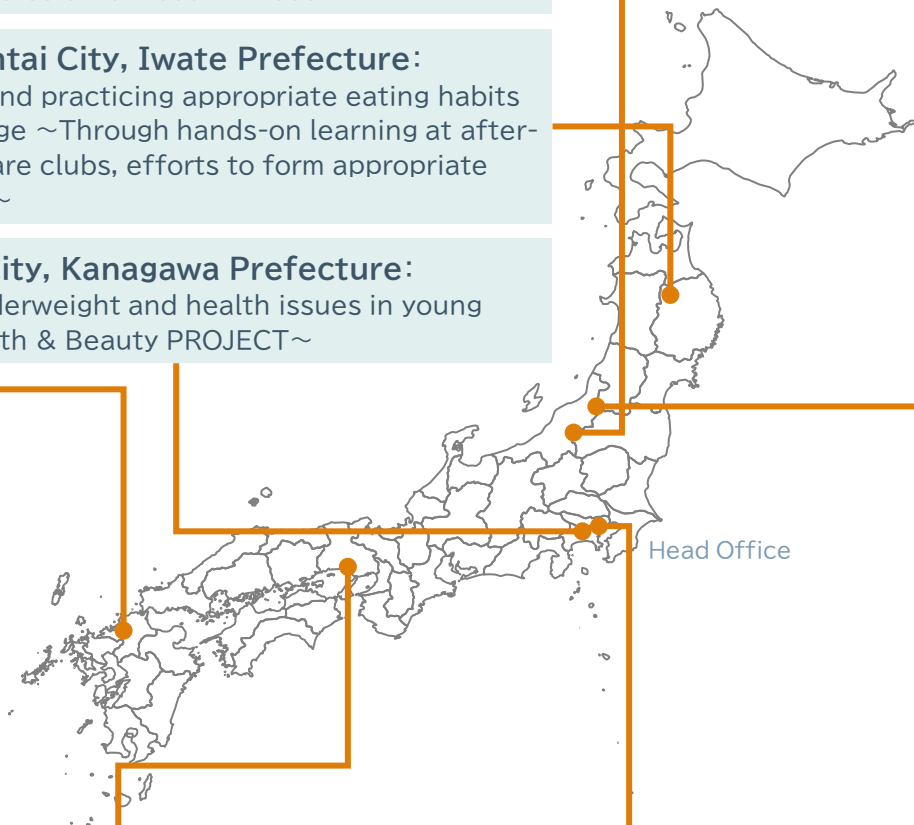 ntai City, Iwate Prefecture:
nd practicing appropriate eating habits
ge ～Through hands-on learning at after-
are clubs, efforts to form appropriate
～
ity, Kanagawa Prefecture:
derweight and health issues in young
th & Beauty PROJECT～
Head Office